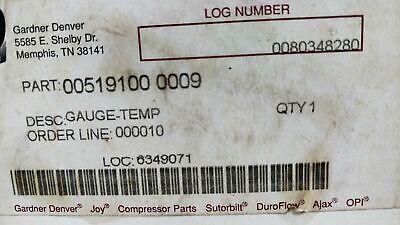 LOG NUMBER
Gardner Denver
5585 E. Shelby Dr.
Memphis, TN 38141
0080348280
PART: 00519100 0009
DESC: GAUGE-TEMP
QTY 1
ORDER LINE: 000010
LOC: 6349071
Gardner Denver® Joy® Compressor Parts Sutorbilt® DuroFlow® Ajax® OPI®